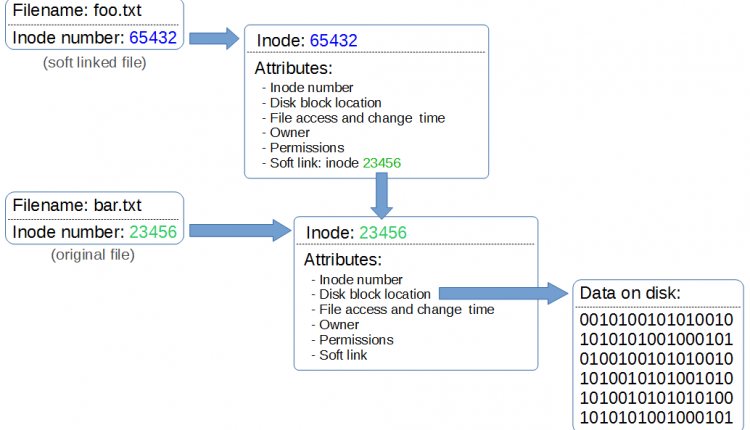 Filename: foo.txt
Inode number: 65432
(soft linked file)
Inode: 65432
Attributes:
- Inode number
- Disk block location
- File access and change time
- Owner
- Permissions
- Soft link: inode 23456
Filename: bar.txt
Inode number: 23456
(original file)
Inode: 23456
Attributes:
- Inode number
- Disk block location
- File access and change time
- Owner
- Permissions
- Soft link
Data on disk:
0010100101010010
1010101001000101
0100100101010010
1010010101001010
1010010101010100
1010101001000101